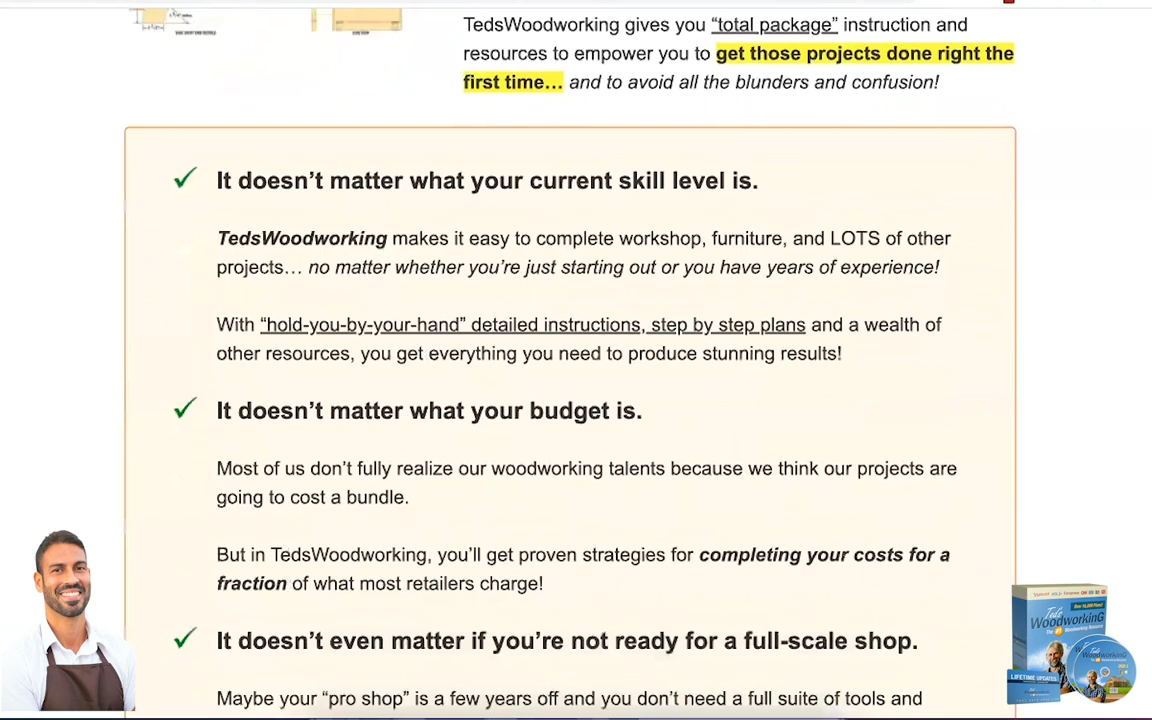 TedsWoodworking gives you “total package” instruction and
resources to empower you to get those projects done right the
first time… and to avoid all the blunders and confusion!
It doesn’t matter what your current skill level is.
TedsWoodworking makes it easy to complete workshop, furniture, and LOTS of other
projects… no matter whether you’re just starting out or you have years of experience!
With “hold-you-by-your-hand” detailed instructions, step by step plans and a wealth of
other resources, you get everything you need to produce stunning results!
It doesn’t matter what your budget is.
Most of us don’t fully realize our woodworking talents because we think our projects are
going to cost a bundle.
But in TedsWoodworking, you’ll get proven strategies for completing your costs for a
fraction of what most retailers charge!
It doesn’t even matter if you’re not ready for a full-scale shop.
Maybe your “pro shop” is a few years off and you don’t need a full suite of tools and
Teds
WoodworkinG
The #1 Woodworking Resource
LIFETIME UPDATES